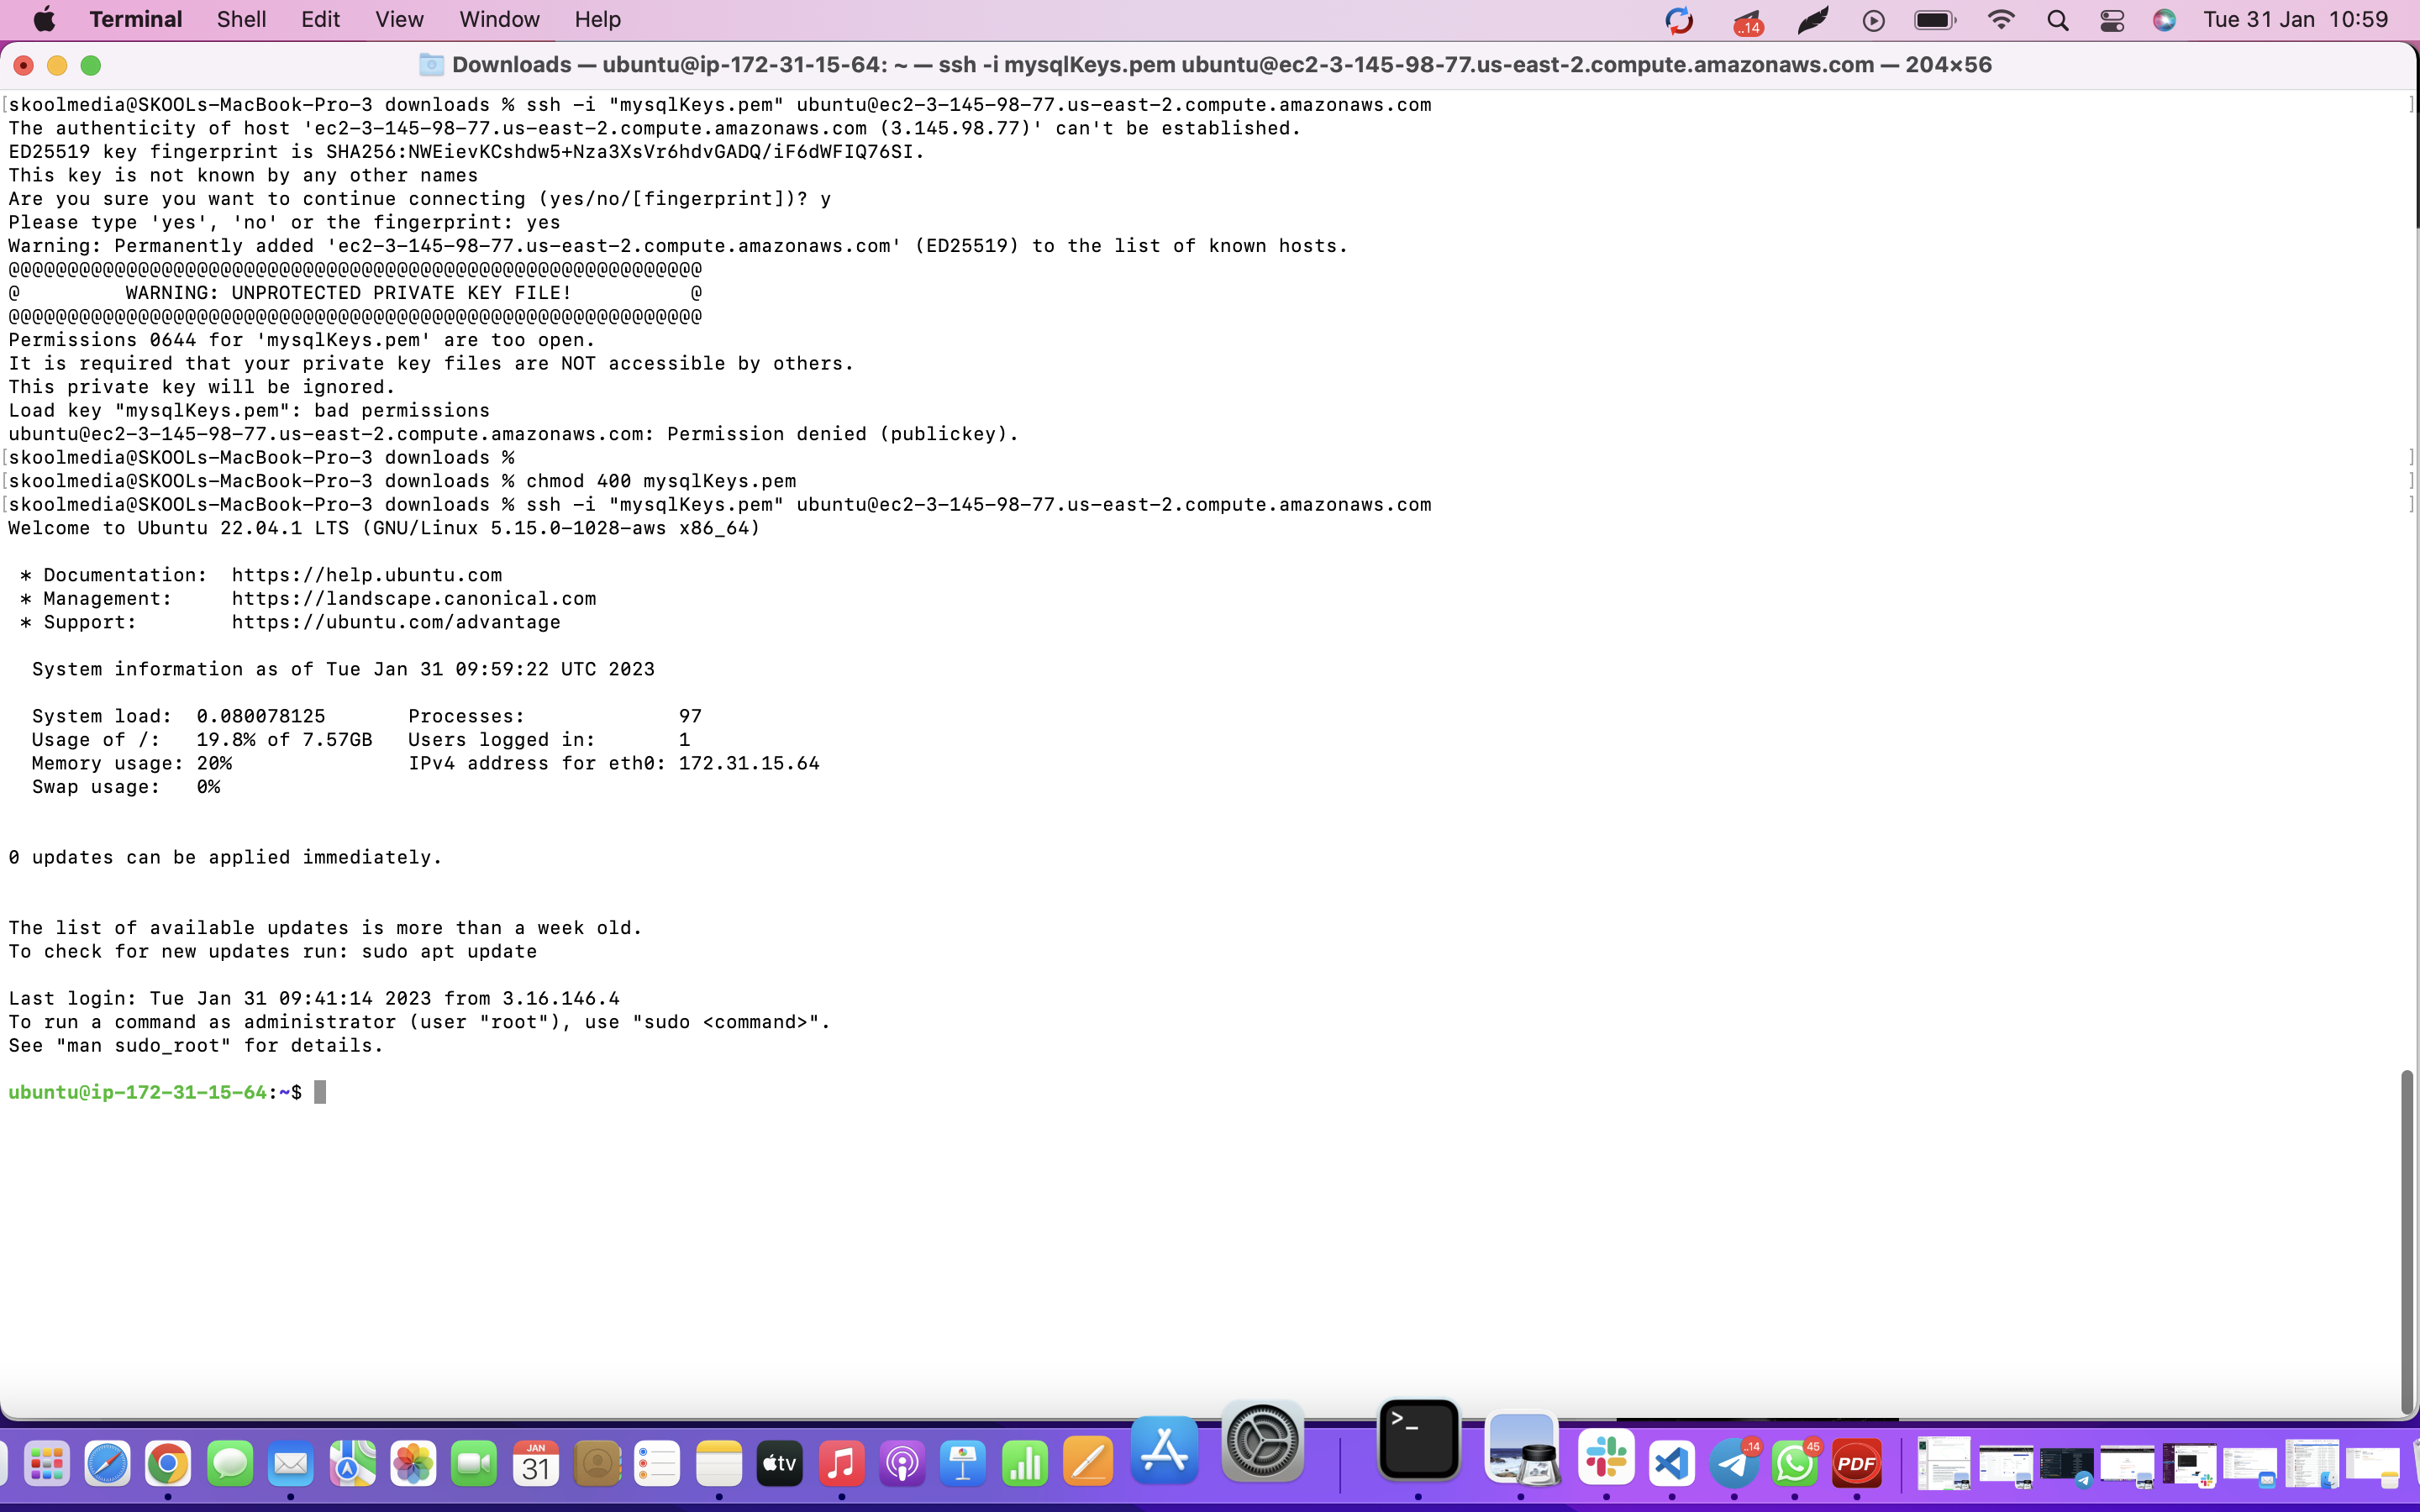 Terminal Shell Edit View Window Help ..14 Tue 31 Jan 10:59
Downloads — ubuntu@ip-172-31-15-64: ~ — ssh -i mysqlKeys.pem ubuntu@ec2-3-145-98-77.us-east-2.compute.amazonaws.com — 204×56
[skoolmedia@SKOOLs-MacBook-Pro-3 downloads % ssh -i "mysqlKeys.pem" ubuntu@ec2-3-145-98-77.us-east-2.compute.amazonaws.com ]
The authenticity of host 'ec2-3-145-98-77.us-east-2.compute.amazonaws.com (3.145.98.77)' can't be established.
ED25519 key fingerprint is SHA256:NWEievKCshdw5+Nza3XsVr6hdvGADQ/iF6dWFIQ76SI.
This key is not known by any other names
Are you sure you want to continue connecting (yes/no/[fingerprint])? y
Please type 'yes', 'no' or the fingerprint: yes
Warning: Permanently added 'ec2-3-145-98-77.us-east-2.compute.amazonaws.com' (ED25519) to the list of known hosts.
@@@@@@@@@@@@@@@@@@@@@@@@@@@@@@@@@@@@@@@@@@@@@@@@@@@@@@@@@@@
@         WARNING: UNPROTECTED PRIVATE KEY FILE!          @
@@@@@@@@@@@@@@@@@@@@@@@@@@@@@@@@@@@@@@@@@@@@@@@@@@@@@@@@@@@
Permissions 0644 for 'mysqlKeys.pem' are too open.
It is required that your private key files are NOT accessible by others.
This private key will be ignored.
Load key "mysqlKeys.pem": bad permissions
ubuntu@ec2-3-145-98-77.us-east-2.compute.amazonaws.com: Permission denied (publickey).
[skoolmedia@SKOOLs-MacBook-Pro-3 downloads % ]
[skoolmedia@SKOOLs-MacBook-Pro-3 downloads % chmod 400 mysqlKeys.pem ]
[skoolmedia@SKOOLs-MacBook-Pro-3 downloads % ssh -i "mysqlKeys.pem" ubuntu@ec2-3-145-98-77.us-east-2.compute.amazonaws.com ]
Welcome to Ubuntu 22.04.1 LTS (GNU/Linux 5.15.0-1028-aws x86_64)
* Documentation:  https://help.ubuntu.com
* Management:     https://landscape.canonical.com
* Support:        https://ubuntu.com/advantage
System information as of Tue Jan 31 09:59:22 UTC 2023
System load:  0.080078125       Processes:             97
Usage of /:   19.8% of 7.57GB   Users logged in:       1
Memory usage: 20%               IPv4 address for eth0: 172.31.15.64
Swap usage:   0%
0 updates can be applied immediately.
The list of available updates is more than a week old.
To check for new updates run: sudo apt update
Last login: Tue Jan 31 09:41:14 2023 from 3.16.146.4
To run a command as administrator (user "root"), use "sudo <command>".
See "man sudo_root" for details.
ubuntu@ip-172-31-15-64:~$
JAN 31 tv >_ ..14 45 PDF